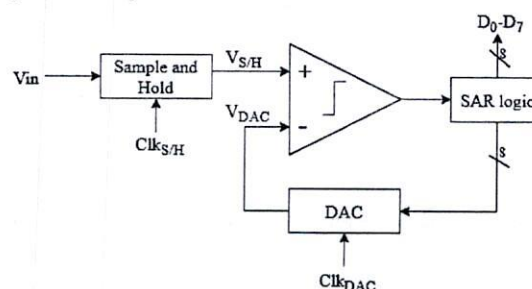 D0-D7
8
Vin
Sample and
Hold
VS/H
+
SAR logic
ClkS/H
VDAC
-
8
DAC
ClkDAC